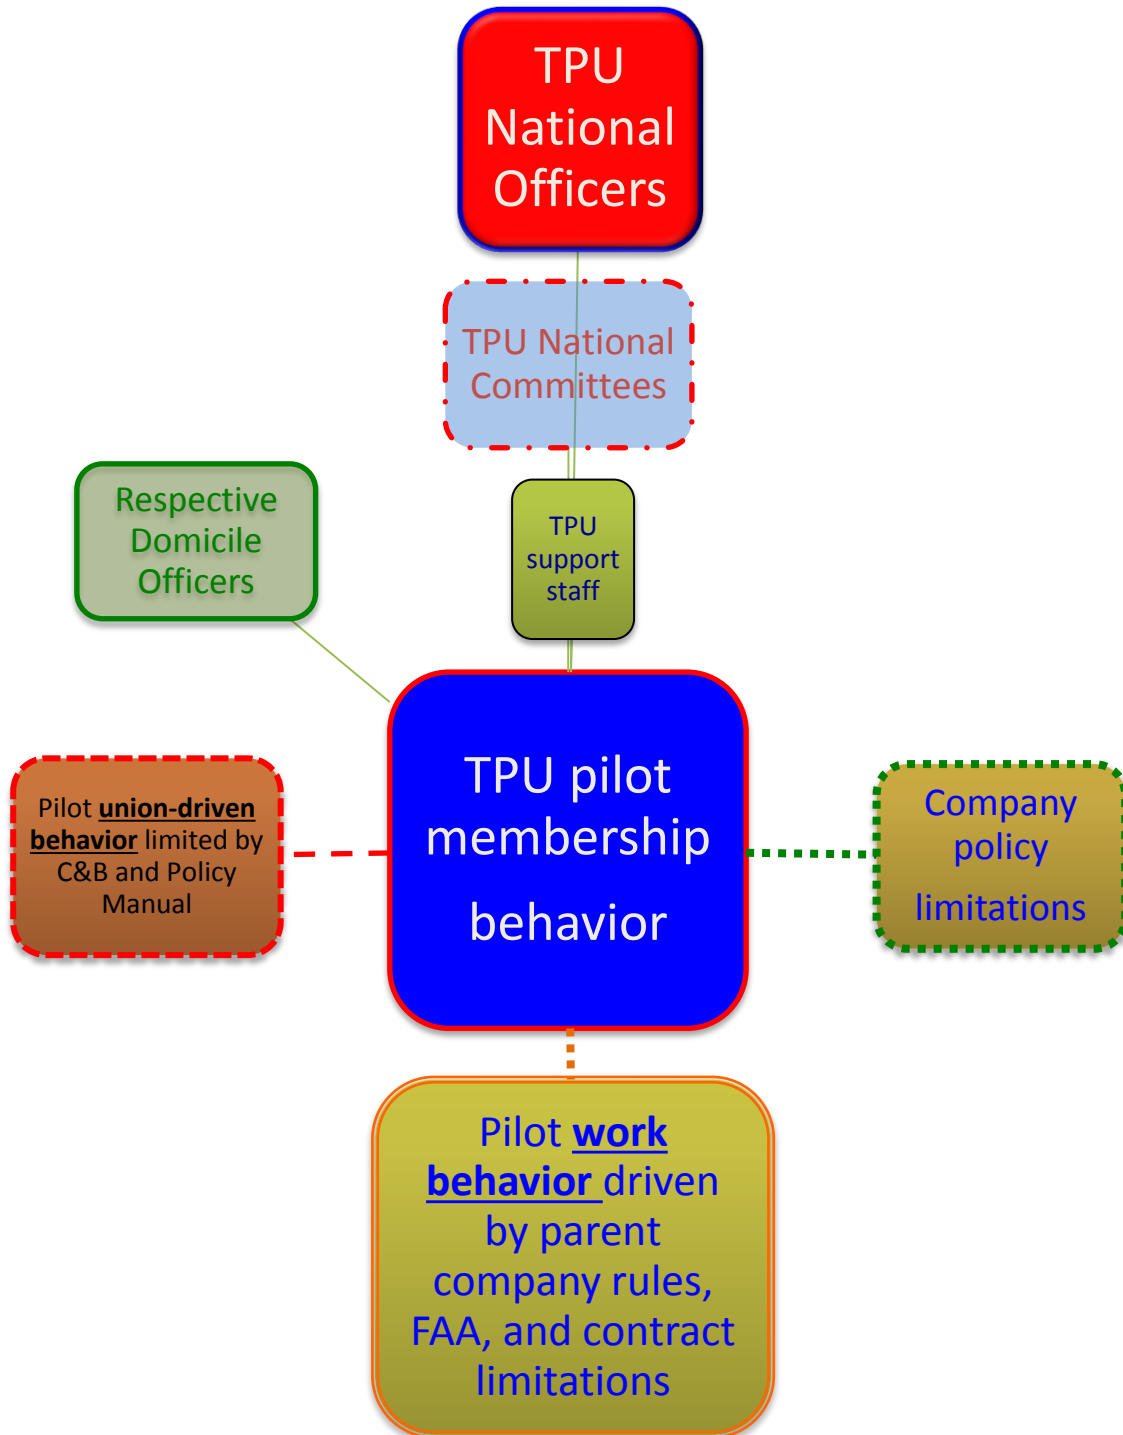 TPU
National
Officers
TPU National
Committees
Respective
Domicile
Officers
TPU
support
staff
TPU pilot
membership
behavior
Pilot union-driven
behavior limited by
C&B and Policy
Manual
Company
policy
limitations
Pilot work
behavior driven
by parent
company rules,
FAA, and contract
limitations